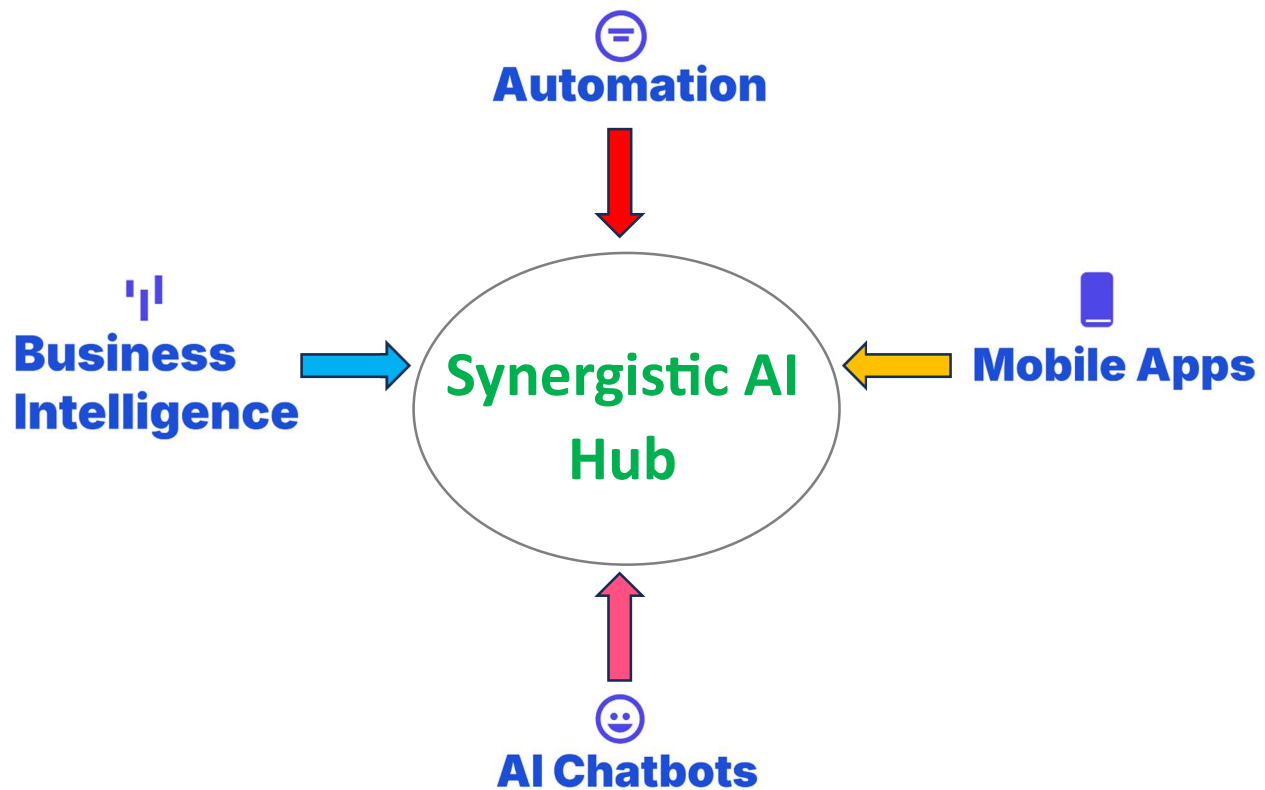 Automation
Business
Intelligence
Synergistic AI
Hub
Mobile Apps
AI Chatbots